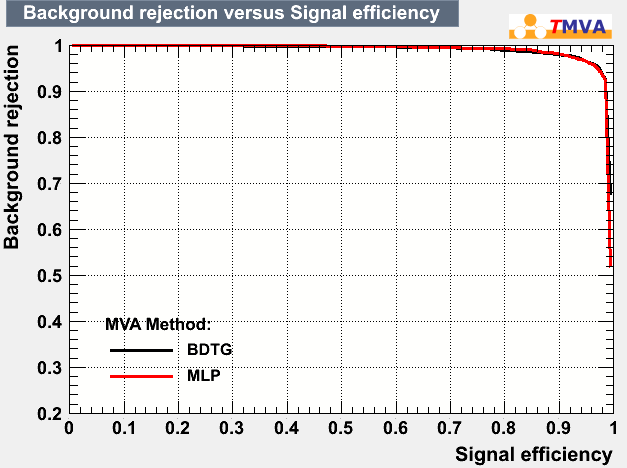 Background rejection versus Signal efficiency
TMVA
Background rejection
1
0.9
0.8
0.7
0.6
0.5
0.4
0.3
0.2
MVA Method:
BDTG
MLP
0 0.1 0.2 0.3 0.4 0.5 0.6 0.7 0.8 0.9 1
Signal efficiency